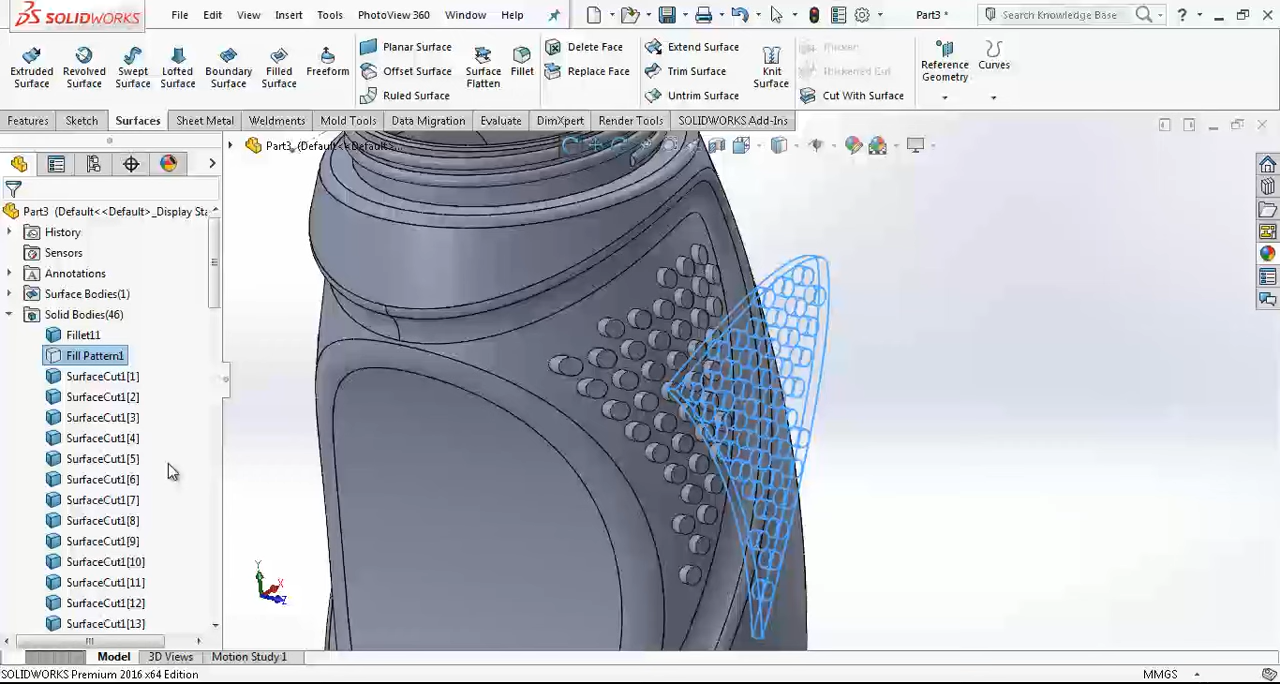 SOLIDWORKS File Edit View Insert Tools PhotoView 360 Window Help Part3 * Search Knowledge Base ?
Extruded Surface
Revolved Surface
Swept Surface
Lofted Surface
Boundary Surface
Filled Surface
Freeform
Planar Surface
Offset Surface
Ruled Surface
Surface Flatten
Fillet
Delete Face
Replace Face
Extend Surface
Trim Surface
Untrim Surface
Knit Surface
Thicken
Thickened Cut
Cut With Surface
Reference Geometry
Curves
Features Sketch Surfaces Sheet Metal Weldments Mold Tools Data Migration Evaluate DimXpert Render Tools SOLIDWORKS Add-Ins
Part3 (Default<<Default>...
Part3 (Default<<Default>_Display Sta
History
Sensors
Annotations
Surface Bodies(1)
Solid Bodies(46)
Fillet11
Fill Pattern1
SurfaceCut1[1]
SurfaceCut1[2]
SurfaceCut1[3]
SurfaceCut1[4]
SurfaceCut1[5]
SurfaceCut1[6]
SurfaceCut1[7]
SurfaceCut1[8]
SurfaceCut1[9]
SurfaceCut1[10]
SurfaceCut1[11]
SurfaceCut1[12]
SurfaceCut1[13]
Y
X
Z
Model 3D Views Motion Study 1
SOLIDWORKS Premium 2016 x64 Edition MMGS